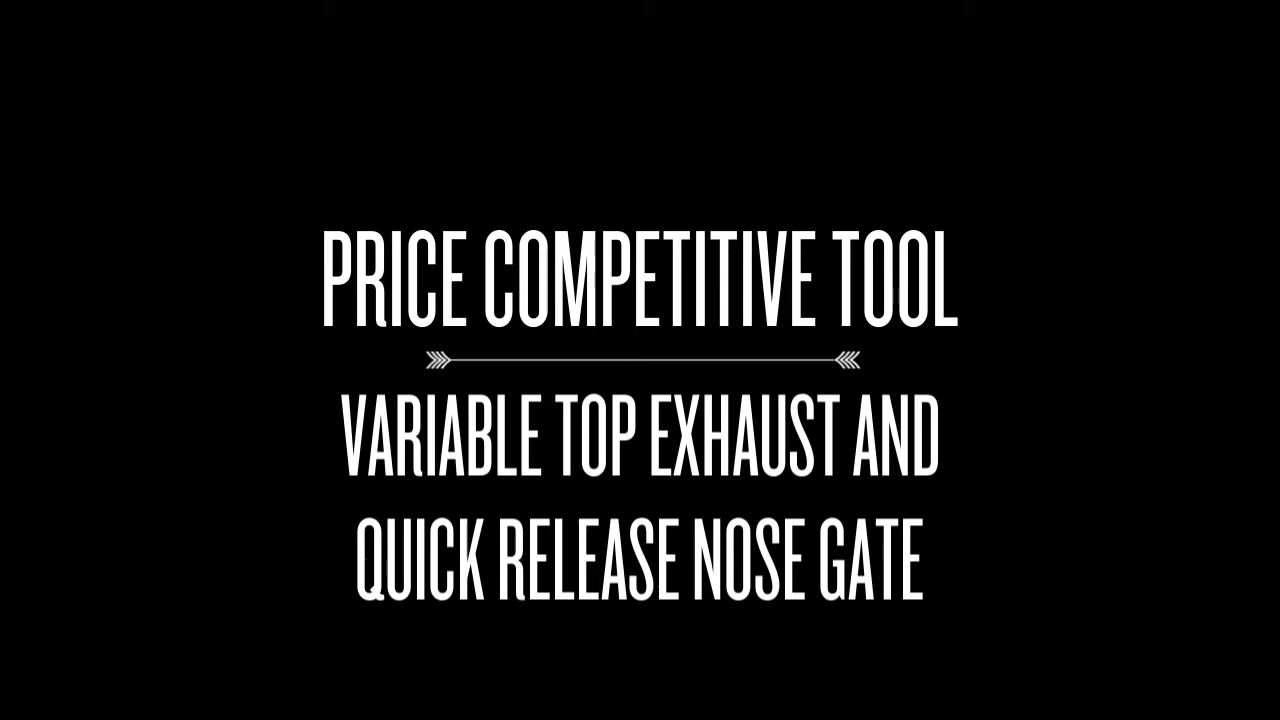 PRICE COMPETITIVE TOOL
VARIABLE TOP EXHAUST AND
QUICK RELEASE NOSE GATE